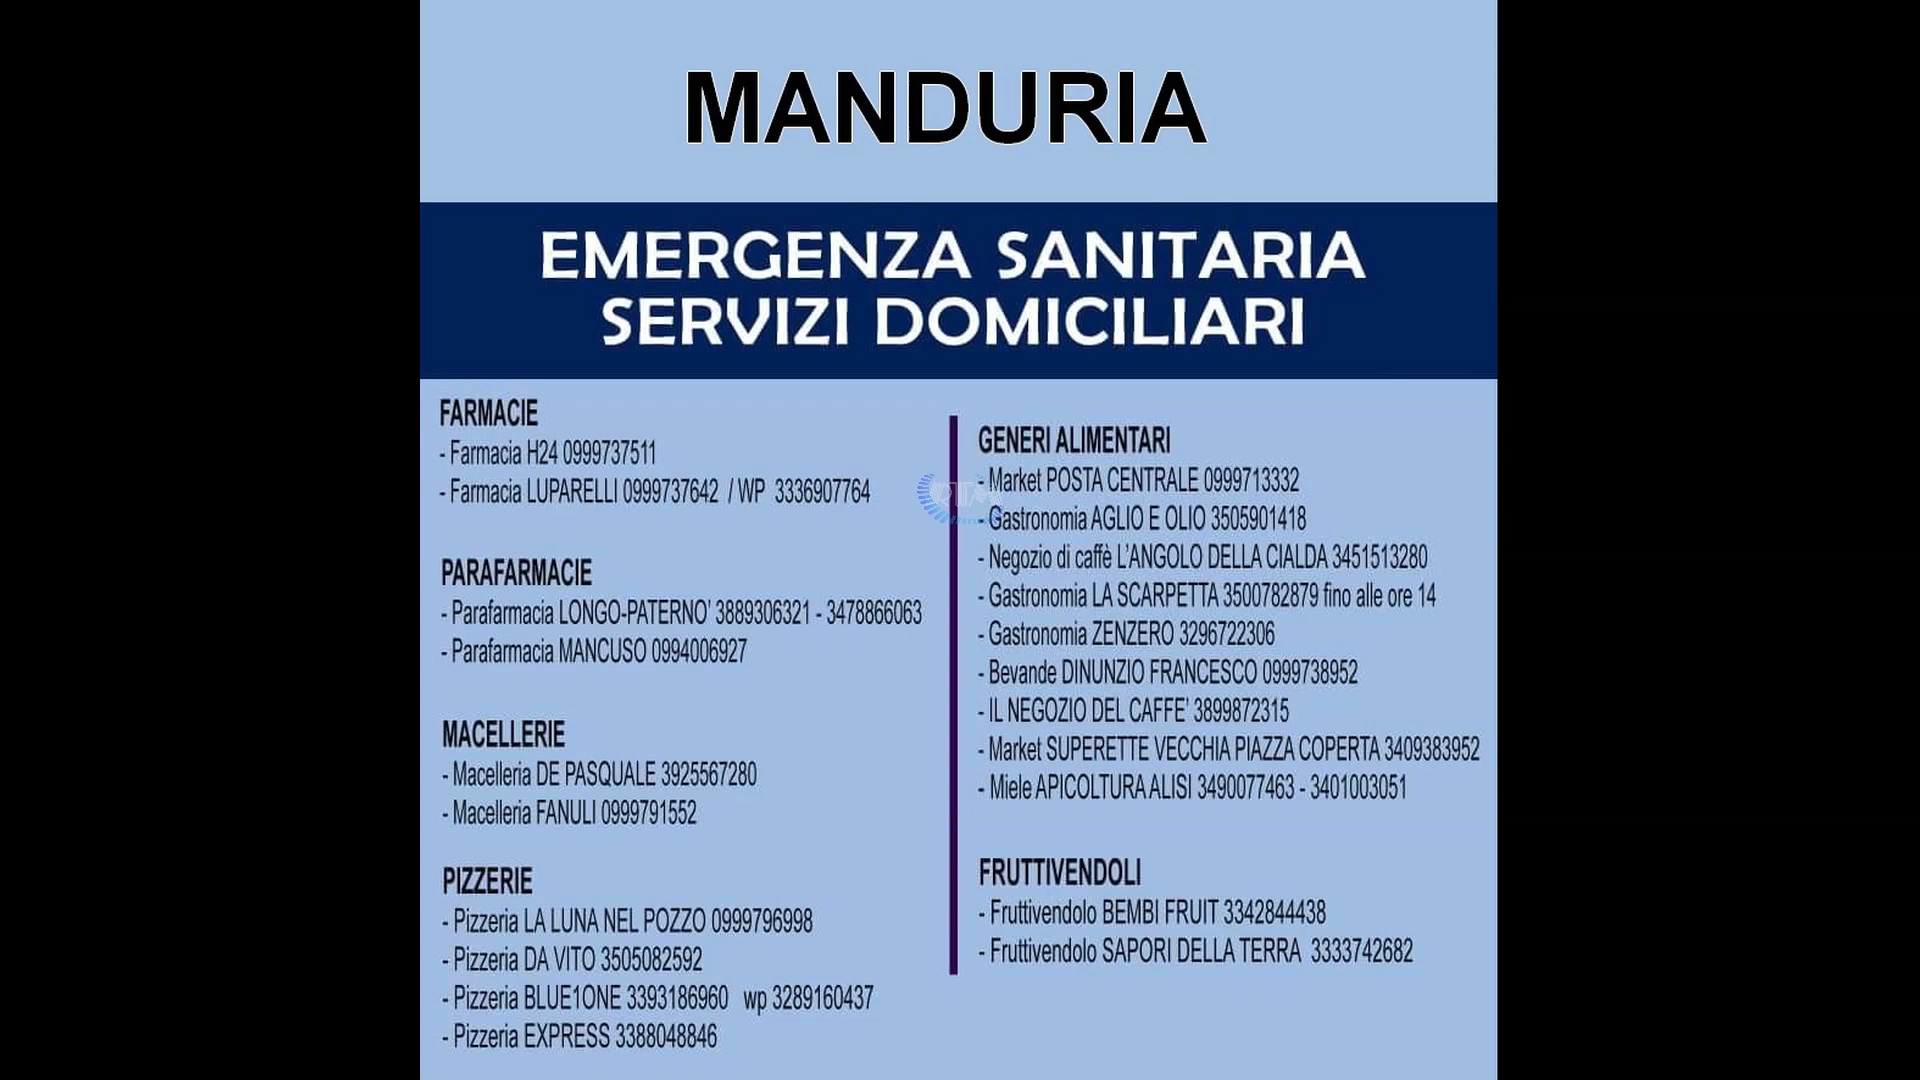 MANDURIA
EMERGENZA SANITARIA
SERVIZI DOMICILIARI
FARMACIE
- Farmacia H24 0999737511
- Farmacia LUPARELLI 0999737642 / WP 3336907764
PARAFARMACIE
- Parafarmacia LONGO-PATERNO' 3889306321 - 3478866063
- Parafarmacia MANCUSO 0994006927
MACELLERIE
- Macelleria DE PASQUALE 3925567280
- Macelleria FANULI 0999791552
PIZZERIE
- Pizzeria LA LUNA NEL POZZO 0999796998
- Pizzeria DA VITO 3505082592
- Pizzeria BLUE1ONE 3393186960 wp 3289160437
- Pizzeria EXPRESS 3388048846
GENERI ALIMENTARI
- Market POSTA CENTRALE 0999713332
- Gastronomia AGLIO E OLIO 3505901418
- Negozio di caffè L'ANGOLO DELLA CIALDA 3451513280
- Gastronomia LA SCARPETTA 3500782879 fino alle ore 14
- Gastronomia ZENZERO 3296722306
- Bevande DINUNZIO FRANCESCO 0999738952
- IL NEGOZIO DEL CAFFE' 3899872315
- Market SUPERETTE VECCHIA PIAZZA COPERTA 3409383952
- Miele APICOLTURA ALISI 3490077463 - 3401003051
FRUTTIVENDOLI
- Fruttivendolo BEMBI FRUIT 3342844438
- Fruttivendolo SAPORI DELLA TERRA 3333742682